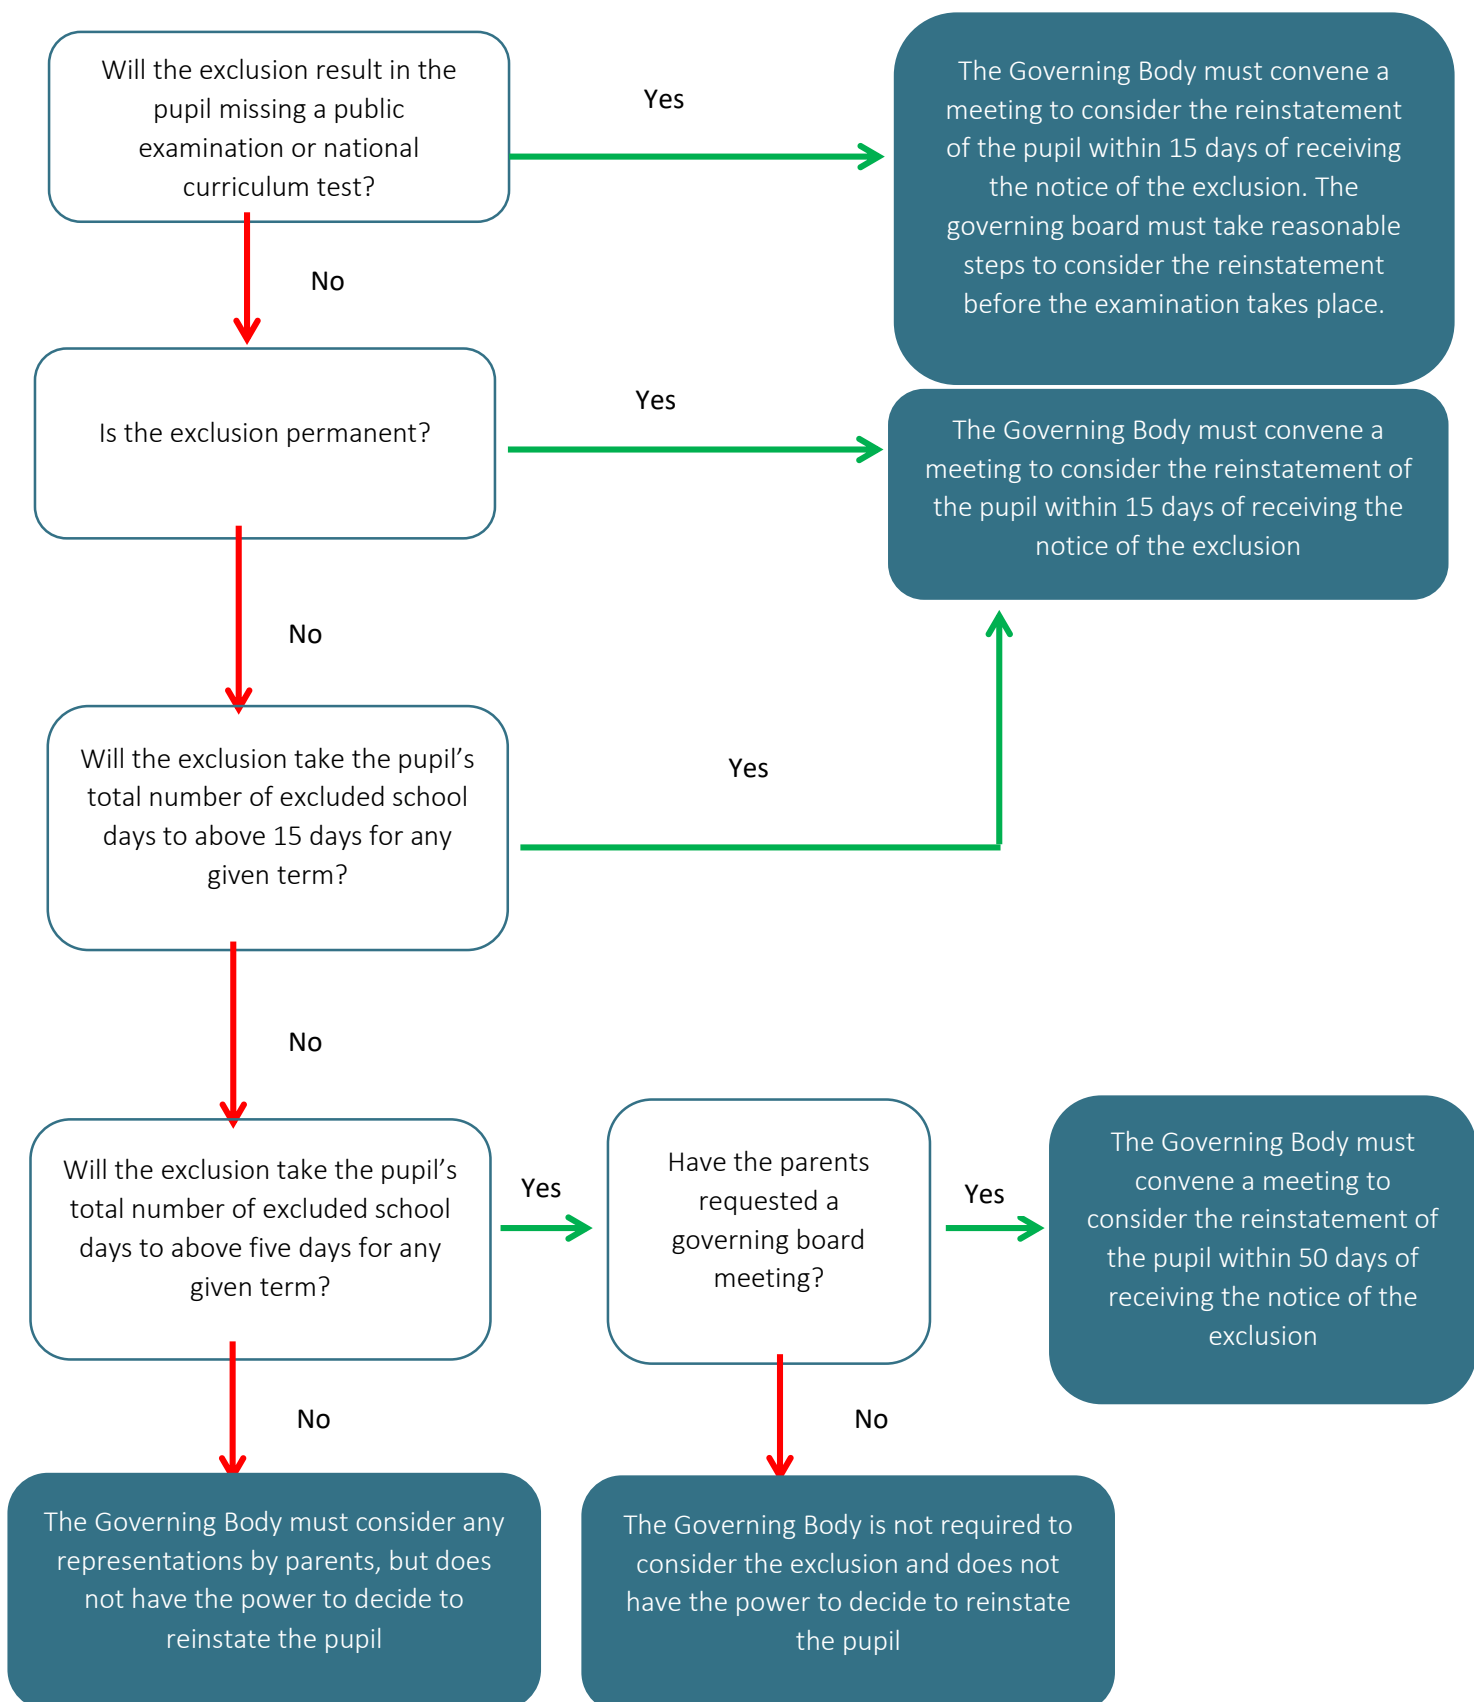 Will the exclusion result in the
pupil missing a public
examination or national
curriculum test?
Yes
The Governing Body must convene a
meeting to consider the reinstatement
of the pupil within 15 days of receiving
the notice of the exclusion. The
governing board must take reasonable
steps to consider the reinstatement
before the examination takes place.
No
Is the exclusion permanent?
Yes
The Governing Body must convene a
meeting to consider the reinstatement of
the pupil within 15 days of receiving the
notice of the exclusion
No
Will the exclusion take the pupil’s
total number of excluded school
days to above 15 days for any
given term?
Yes
No
Will the exclusion take the pupil’s
total number of excluded school
days to above five days for any
given term?
Yes
Have the parents
requested a
governing board
meeting?
Yes
The Governing Body must
convene a meeting to
consider the reinstatement of
the pupil within 50 days of
receiving the notice of the
exclusion
No
No
The Governing Body must consider any
representations by parents, but does
not have the power to decide to
reinstate the pupil
The Governing Body is not required to
consider the exclusion and does not
have the power to decide to reinstate
the pupil